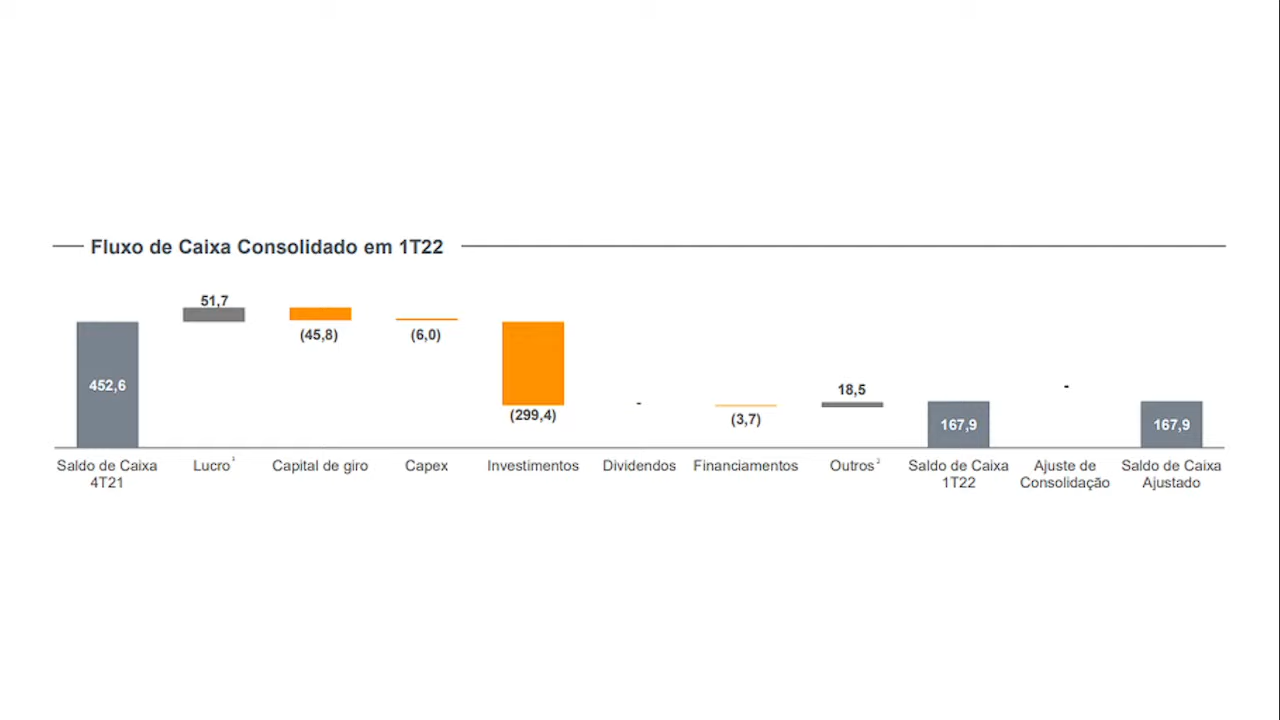 Fluxo de Caixa Consolidado em 1T22
452,6
51,7
(45,8)
(6,0)
(299,4)
-
(3,7)
18,5
167,9
-
167,9
Saldo de Caixa
4T21
Lucro¹
Capital de giro
Capex
Investimentos
Dividendos
Financiamentos
Outros²
Saldo de Caixa
1T22
Ajuste de
Consolidação
Saldo de Caixa
Ajustado